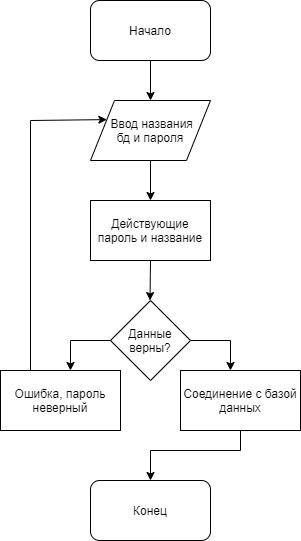 Начало
Ввод названия
бд и пароля
Действующие
пароль и название
Данные
верны?
Ошибка, пароль
неверный
Соединение с базой
данных
Конец